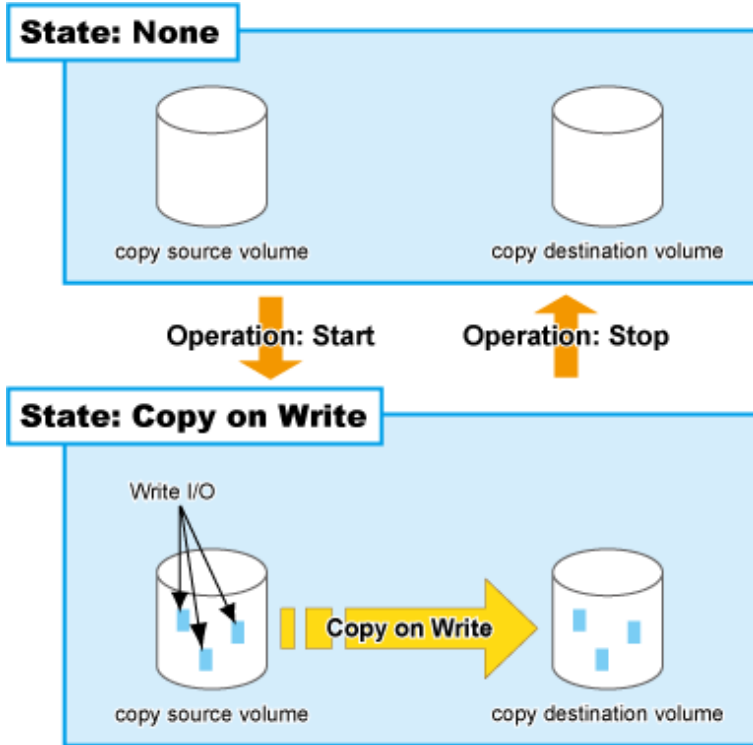 State: None
copy source volume
copy destination volume
Operation: Start
Operation: Stop
State: Copy on Write
Write I/O
Copy on Write
copy source volume
copy destination volume